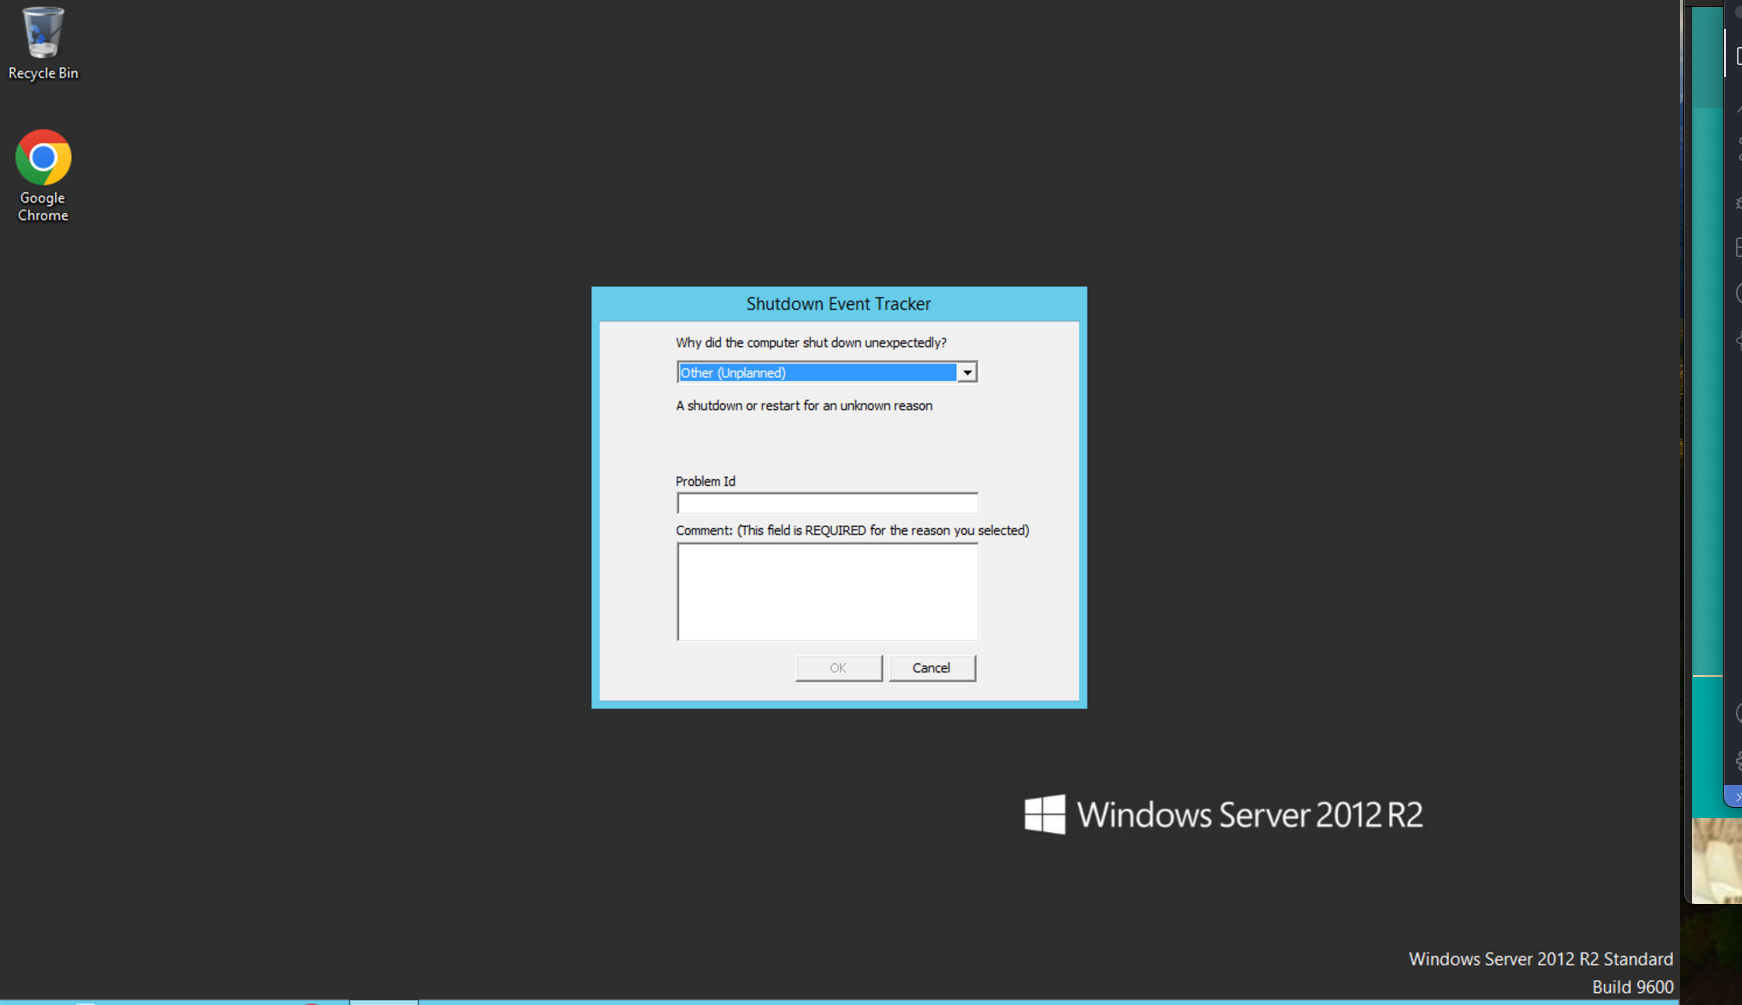 Recycle Bin
Google
Chrome
Shutdown Event Tracker
Why did the computer shut down unexpectedly?
Other (Unplanned)
A shutdown or restart for an unknown reason
Problem Id
Comment: (This field is REQUIRED for the reason you selected)
OK
Cancel
Windows Server 2012 R2
Windows Server 2012 R2 Standard
Build 9600